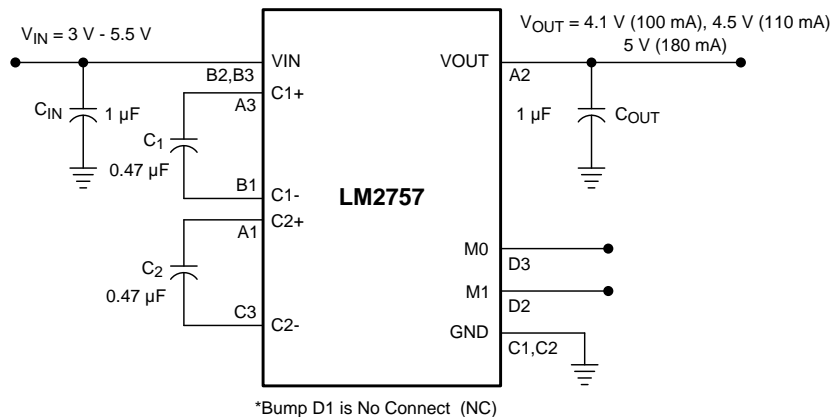 V_IN = 3 V - 5.5 V
V_OUT = 4.1 V (100 mA), 4.5 V (110 mA)
5 V (180 mA)
VIN
VOUT
B2,B3
A2
C_IN
1 µF
A3
C1+
C_1
0.47 µF
1 µF
C_OUT
B1
C1-
LM2757
A1
C2+
C_2
0.47 µF
M0
D3
M1
D2
C3
C2-
GND
C1,C2
*Bump D1 is No Connect (NC)